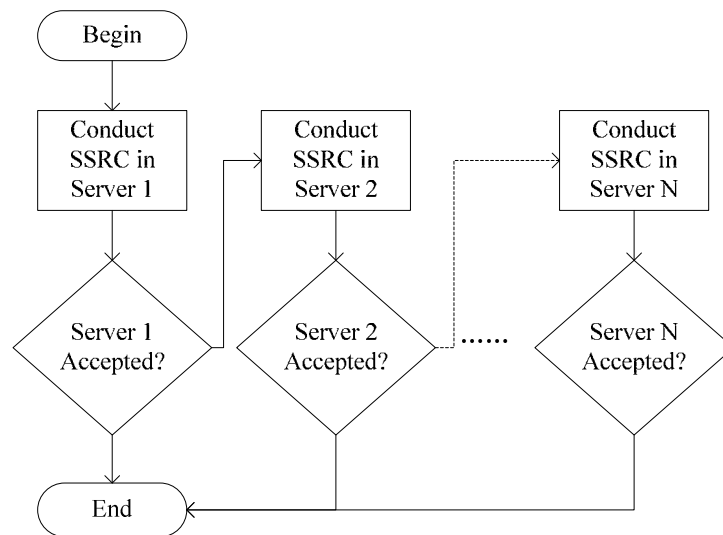 Begin
Conduct
SSRC in
Server 1
Conduct
SSRC in
Server 2
Conduct
SSRC in
Server N
Server 1
Accepted?
Server 2
Accepted?
......
Server N
Accepted?
End